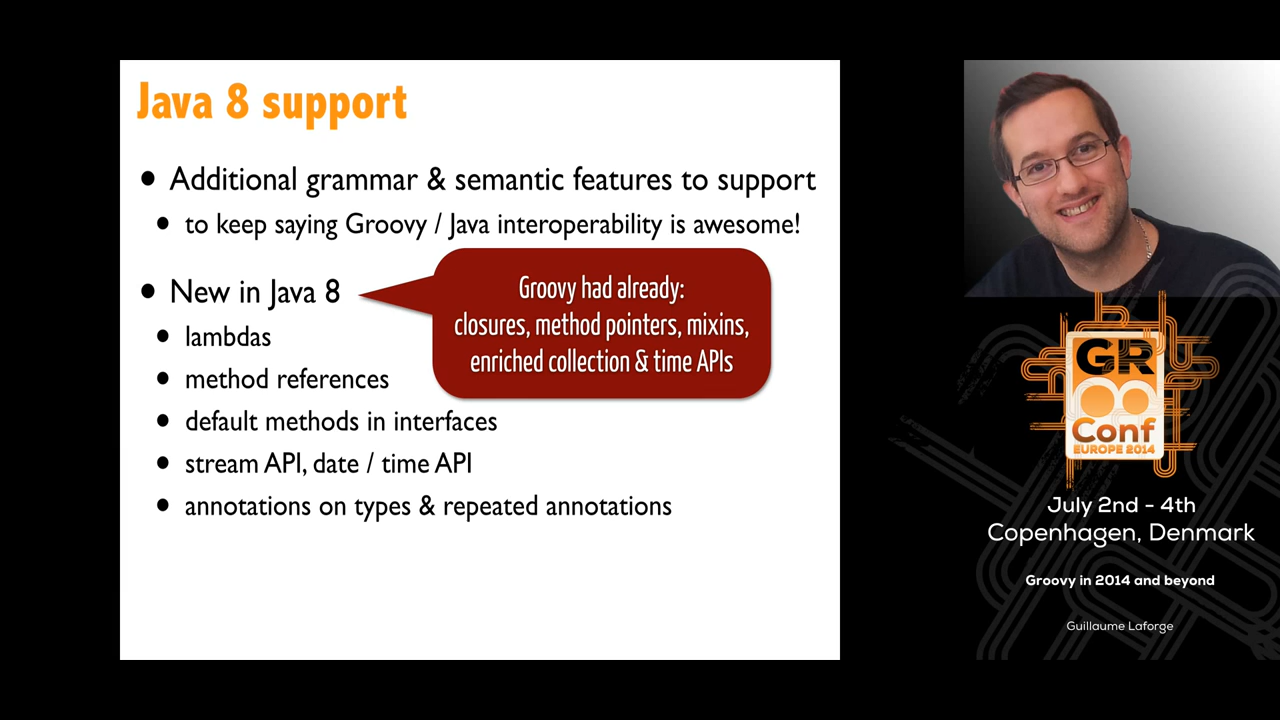 Java 8 support
• Additional grammar & semantic features to support
• to keep saying Groovy / Java interoperability is awesome!
• New in Java 8
Groovy had already:
closures, method pointers, mixins,
enriched collection & time APIs
• lambdas
• method references
• default methods in interfaces
• stream API, date / time API
• annotations on types & repeated annotations
GR
Conf
EUROPE 2014
July 2nd - 4th
Copenhagen, Denmark
Groovy in 2014 and beyond
Guillaume Laforge